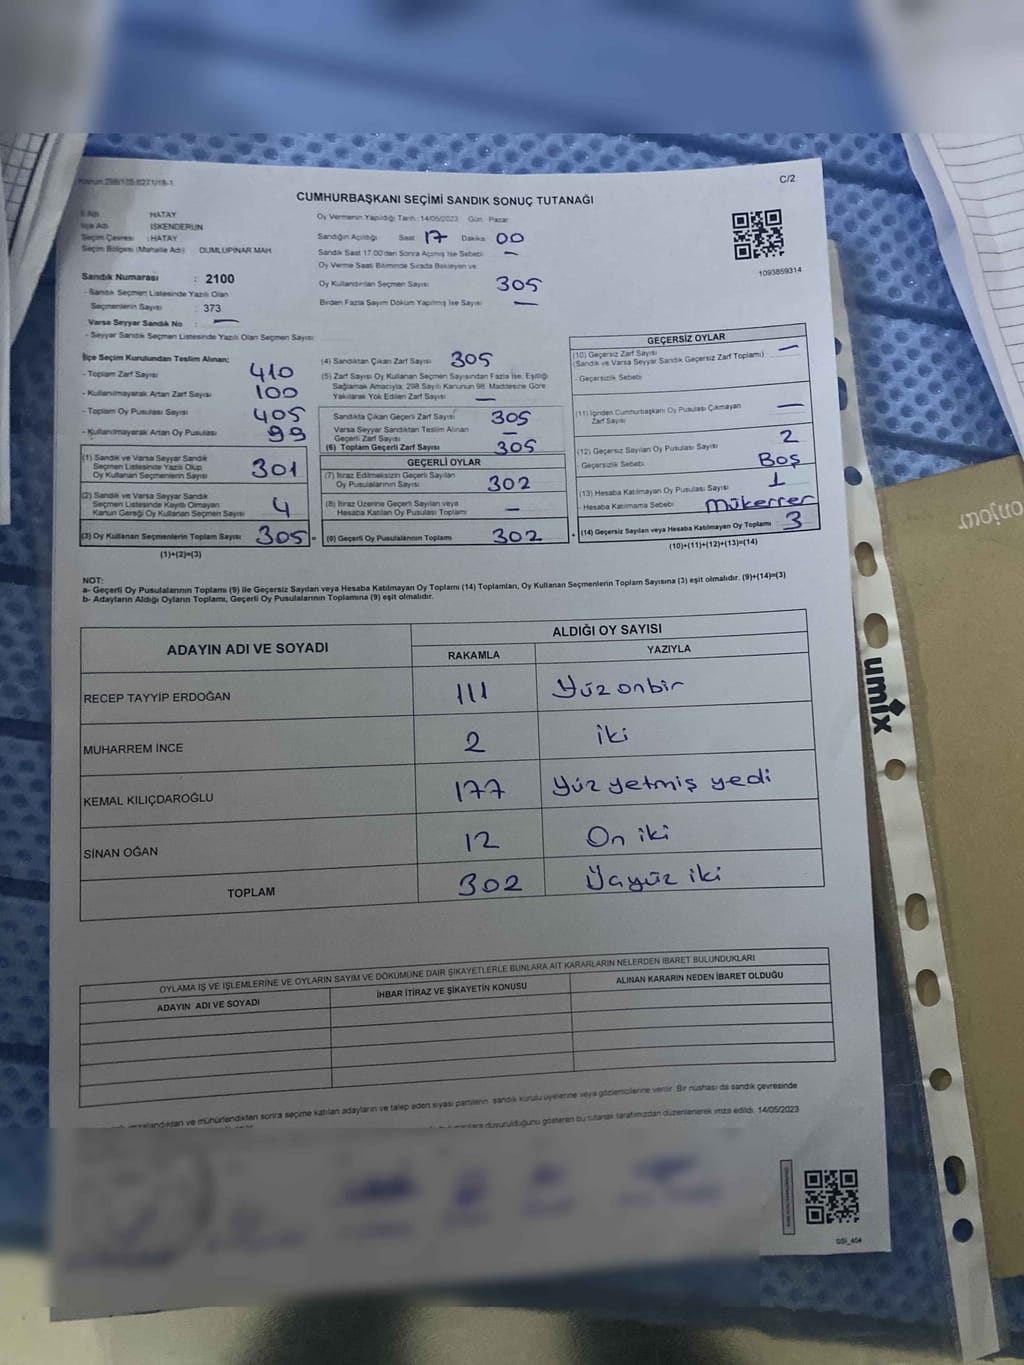 Kanun 298/105-8271/18-1
C/2
CUMHURBAŞKANI SEÇİMİ SANDIK SONUÇ TUTANAĞI
İl Adı HATAY
İlçe Adı İSKENDERUN
Seçim Çevresi : HATAY
Seçim Bölgesi (Mahalle Adı) DUMLUPINAR MAH
Sandık Numarası : 2100
- Sandık Seçmen Listesinde Yazılı Olan
Seçmenlerin Sayısı : 373
Varsa Seyyar Sandık No : —
- Seyyar Sandık Seçmen Listesinde Yazılı Olan Seçmen Sayısı
Oy Vermenin Yapıldığı Tarih: 14/05/2023 Gün: Pazar
Sandığın Açıldığı Saat 17 Dakika 00
Sandık Saat 17:00'dan Sonra Açılmış İse Sebebi —
Oy Verme Saati Bitiminde Sırada Bekleyen ve
Oy Kullandırılan Seçmen Sayısı 305
Birden Fazla Sayım Döküm Yapılmış İse Sayısı —
1093859314
İlçe Seçim Kurulundan Teslim Alınan;
- Toplam Zarf Sayısı 410
- Kullanılmayarak Artan Zarf Sayısı 100
- Toplam Oy Pusulası Sayısı 405
- Kullanılmayarak Artan Oy Pusulası 99
(1) Sandık ve Varsa Seyyar Sandık
Seçmen Listesinde Yazılı Olup
Oy Kullanan Seçmenlerin Sayısı 301
(2) Sandık ve Varsa Seyyar Sandık
Seçmen Listesinde Kayıtlı Olmayan
Kanun Gereği Oy Kullanan Seçmen Sayısı 4
(3) Oy Kullanan Seçmenlerin Toplam Sayısı 305 =
(1)+(2)=(3)
(4) Sandıktan Çıkan Zarf Sayısı 305
(5) Zarf Sayısı Oy Kullanan Seçmen Sayısından Fazla İse, Eşitliği
Sağlamak Amacıyla, 298 Sayılı Kanunun 98. Maddesine Göre
Yakılarak Yok Edilen Zarf Sayısı —
Sandıkta Çıkan Geçerli Zarf Sayısı 305
Varsa Seyyar Sandıktan Teslim Alınan
Geçerli Zarf Sayısı —
(6) Toplam Geçerli Zarf Sayısı 305
GEÇERLİ OYLAR
(7) İtiraz Edilmeksizin Geçerli Sayılan
Oy Pusulalarının Sayısı 302
(8) İtiraz Üzerine Geçerli Sayılan veya
Hesaba Katılan Oy Pusulası Toplamı —
(9) Geçerli Oy Pusulalarının Toplamı 302 +
GEÇERSİZ OYLAR
(10) Geçersiz Zarf Sayısı —
(Sandık ve Varsa Seyyar Sandık Geçersiz Zarf Toplamı)
- Geçersizlik Sebebi
(11) İçinden Cumhurbaşkanı Oy Pusulası Çıkmayan —
Zarf Sayısı
(12) Geçersiz Sayılan Oy Pusulası Sayısı 2
- Geçersizlik Sebebi Boş
(13) Hesaba Katılmayan Oy Pusulası Sayısı 1
- Hesaba Katılmama Sebebi Mükerrer
(14) Geçersiz Sayılan veya Hesaba Katılmayan Oy Toplamı 3
(10)+(11)+(12)+(13)=(14)
NOT:
a- Geçerli Oy Pusulalarının Toplamı (9) ile Geçersiz Sayılan veya Hesaba Katılmayan Oy Toplamı (14) Toplamları, Oy Kullanan Seçmenlerin Toplam Sayısına (3) eşit olmalıdır. (9)+(14)=(3)
b- Adayların Aldığı Oyların Toplamı, Geçerli Oy Pusulalarının Toplamına (9) eşit olmalıdır.
ADAYIN ADI VE SOYADI ALDIĞI OY SAYISI
RAKAMLA YAZIYLA
RECEP TAYYİP ERDOĞAN 111 Yüz onbir
MUHARREM İNCE 2 iki
KEMAL KILIÇDAROĞLU 177 Yüz yetmiş yedi
SİNAN OĞAN 12 On iki
TOPLAM 302 Üçyüz iki
OYLAMA İŞ VE İŞLEMLERİNE VE OYLARIN SAYIM VE DÖKÜMÜNE DAİR ŞİKAYETLERLE BUNLARA AİT KARARLARIN NELERDEN İBARET BULUNDUKLARI
ADAYIN ADI VE SOYADI İHBAR İTİRAZ VE ŞİKAYETİN KONUSU ALINAN KARARIN NEDEN İBARET OLDUĞU
imzalandıktan ve mühürlendikten sonra seçime katılan adayların ve talep eden siyasi partilerin sandık kurulu üyelerine veya gözlemcilerine verilir. Bir nüshası da sandık çevresinde
duyurulduğunu gösteren bu tutanak tarafımızdan düzenlenerek imza edildi. 14/05/2023
GSI_404
umix